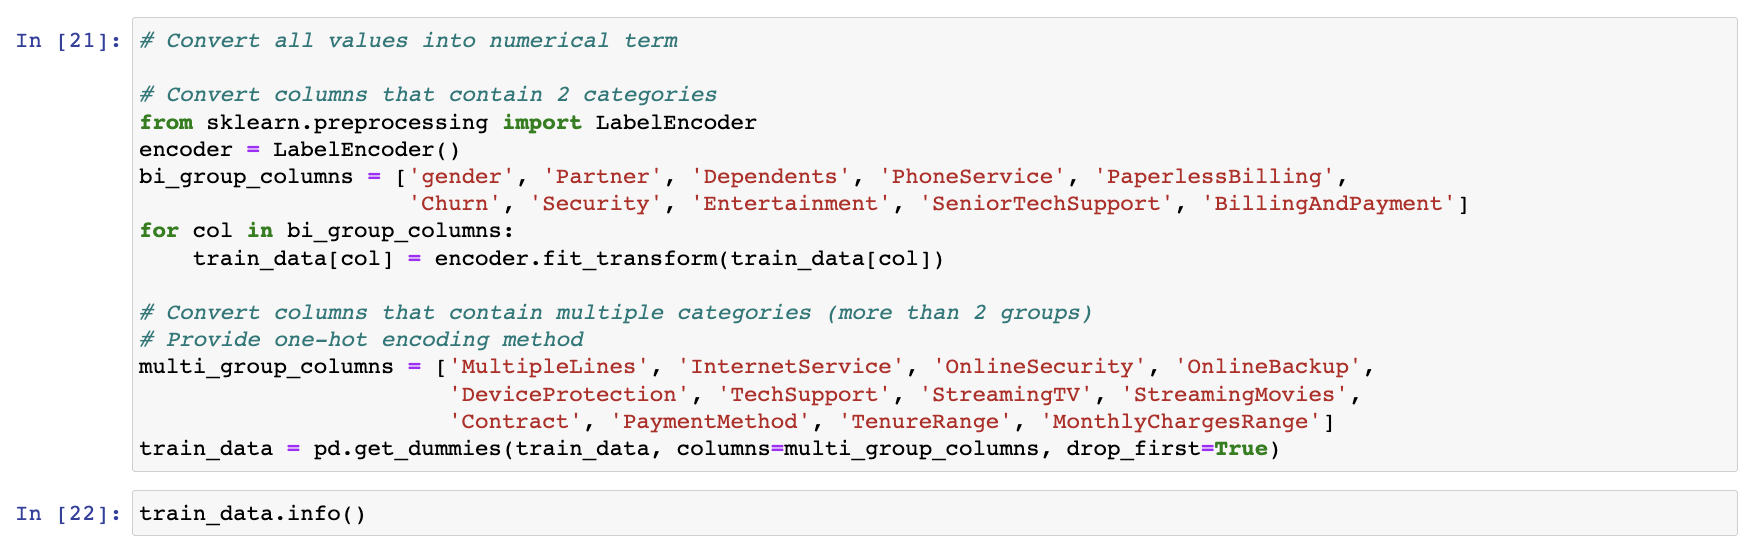 In [21]: # Convert all values into numerical term
# Convert columns that contain 2 categories
from sklearn.preprocessing import LabelEncoder
encoder = LabelEncoder()
bi_group_columns = ['gender', 'Partner', 'Dependents', 'PhoneService', 'PaperlessBilling',
'Churn', 'Security', 'Entertainment', 'SeniorTechSupport', 'BillingAndPayment']
for col in bi_group_columns:
    train_data[col] = encoder.fit_transform(train_data[col])
# Convert columns that contain multiple categories (more than 2 groups)
# Provide one-hot encoding method
multi_group_columns = ['MultipleLines', 'InternetService', 'OnlineSecurity', 'OnlineBackup',
'DeviceProtection', 'TechSupport', 'StreamingTV', 'StreamingMovies',
'Contract', 'PaymentMethod', 'TenureRange', 'MonthlyChargesRange']
train_data = pd.get_dummies(train_data, columns=multi_group_columns, drop_first=True)
In [22]: train_data.info()